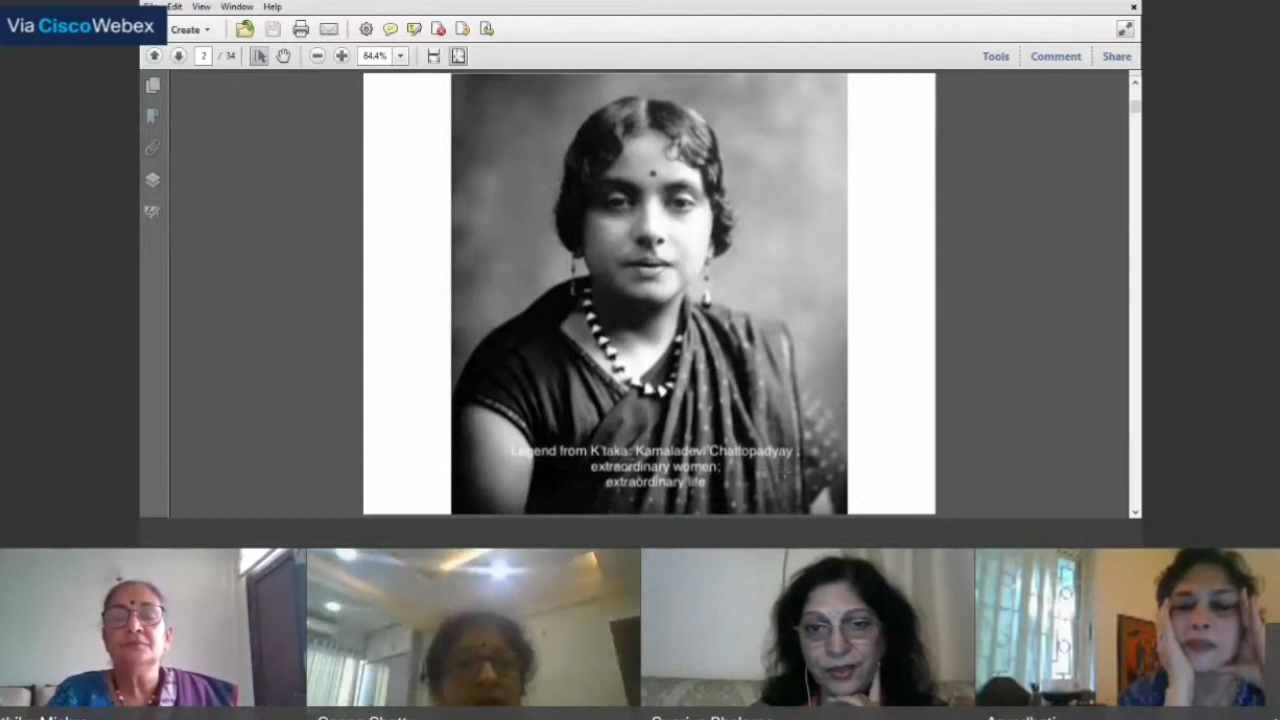 Via CiscoWebex
Edit View Window Help
Create
2 / 34
64.4%
Tools Comment Share
Legend from K'taka: Kamaladevi Chattopadyay ,
extraordinary women;
extraordinary life